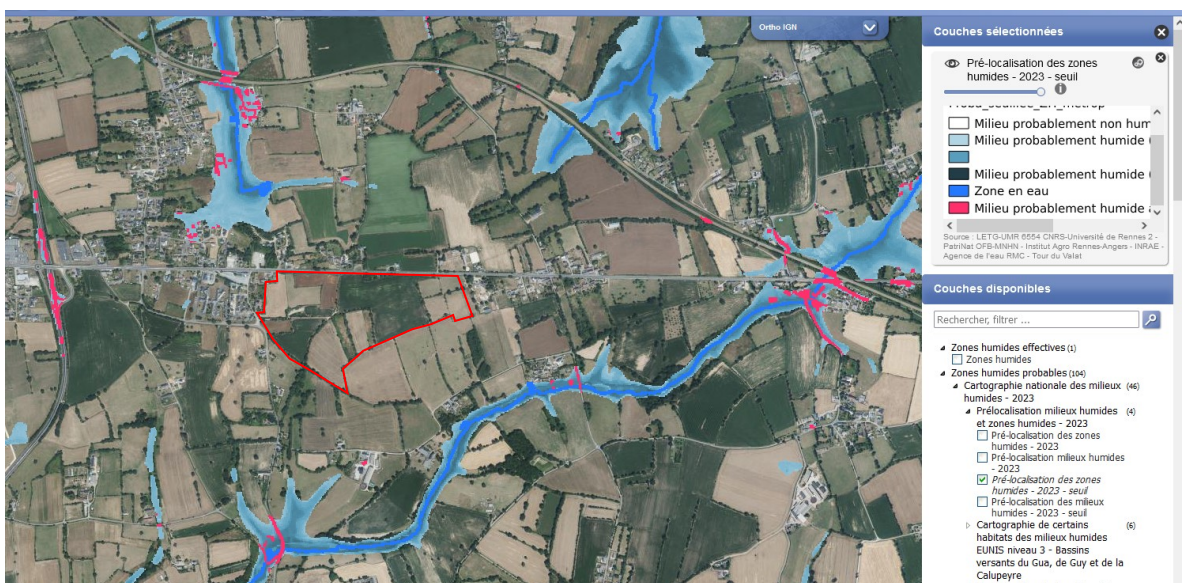 Ortho IGN
Couches sélectionnées
Pré-localisation des zones
humides - 2023 - seuil
Proba_seuillee_ZH_metrop
Milieu probablement non hum
Milieu probablement humide (
Milieu probablement humide (
Zone en eau
Milieu probablement humide a
Source : LETG-UMR 6554 CNRS-Université de Rennes 2 -
PatriNat OFB-MNHN - Institut Agro Rennes-Angers - INRAE -
Agence de l'eau RMC - Tour du Valat
Couches disponibles
Rechercher, filtrer ...
Zones humides effectives (1)
Zones humides
Zones humides probables (104)
Cartographie nationale des milieux (46)
humides - 2023
Prélocalisation milieux humides (4)
et zones humides - 2023
Pré-localisation des zones
humides - 2023
Pré-localisation milieux humides
- 2023
Pré-localisation des zones
humides - 2023 - seuil
Pré-localisation des milieux
humides - 2023 - seuil
Cartographie de certains (6)
habitats des milieux humides
EUNIS niveau 3 - Bassins
versants du Gua, de Guy et de la
Calupeyre